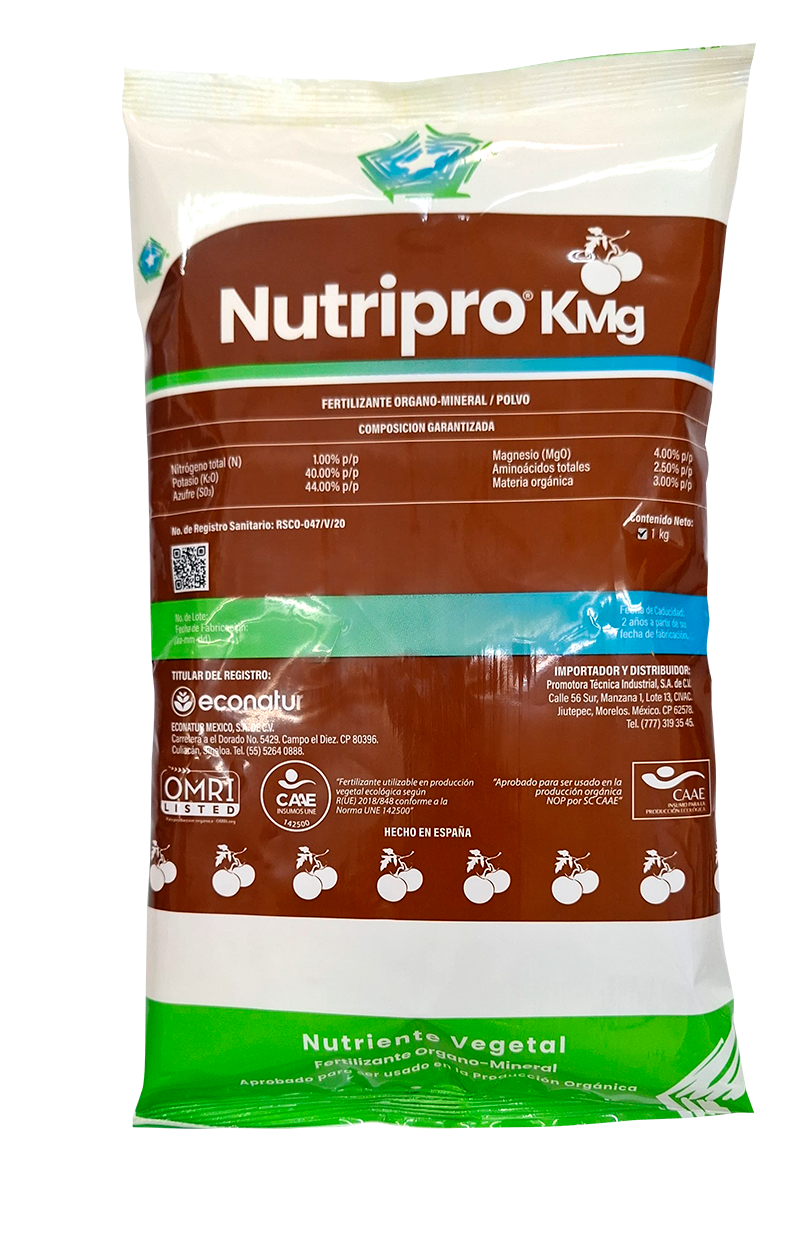 Nutripro® KMg
FERTILIZANTE ORGANO-MINERAL / POLVO
COMPOSICION GARANTIZADA
Nitrógeno total (N) 1.00% p/p
Potasio (K₂O) 40.00% p/p
Azufre (SO₃) 44.00% p/p
Magnesio (MgO) 4.00% p/p
Aminoácidos totales 2.50% p/p
Materia orgánica 3.00% p/p
No. de Registro Sanitario: RSCO-047/V/20
Contenido Neto:
1 kg
No. de Lote:
Fecha de Fabricación:
Fecha de Caducidad:
2 años a partir de su
fecha de fabricación.
TITULAR DEL REGISTRO:
econatur
ECONATUR MEXICO, S.A. DE C.V.
Carretera a el Dorado No. 5429. Campo el Diez. CP 80396.
Culiacán, Sinaloa. Tel. (55) 5264 0888.
IMPORTADOR Y DISTRIBUIDOR:
Promotora Técnica Industrial, S.A. de C.V.
Calle 56 Sur, Manzana 1, Lote 13, CIVAC.
Jiutepec, Morelos. México. CP 62578.
Tel. (777) 319 35 45.
OMRI
LISTED
CAAE
INSUMOS UNE
142500
"Fertilizante utilizable en producción
vegetal ecológica según
R(UE) 2018/848 conforme a la
Norma UNE 142500"
"Aprobado para ser usado en la
producción orgánica
NOP por SC CAAE"
CAAE
INSUMO PARA LA
PRODUCCIÓN ECOLÓGICA
HECHO EN ESPAÑA
Nutriente Vegetal
Fertilizante Organo-Mineral
Aprobado para ser usado en la Producción Orgánica